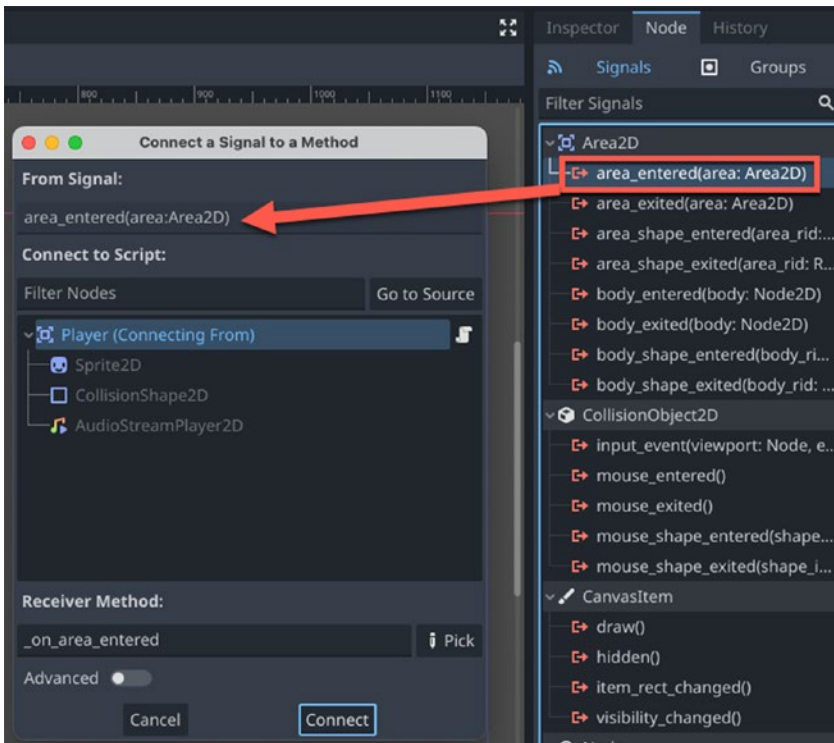 Inspector Node History
Signals Groups
Filter Signals
800 900 1000 1100
Connect a Signal to a Method
From Signal:
area_entered(area:Area2D)
Connect to Script:
Filter Nodes Go to Source
Player (Connecting From)
Sprite2D
CollisionShape2D
AudioStreamPlayer2D
Receiver Method:
_on_area_entered Pick
Advanced
Cancel Connect
Area2D
area_entered(area: Area2D)
area_exited(area: Area2D)
area_shape_entered(area_rid:...
area_shape_exited(area_rid: R...
body_entered(body: Node2D)
body_exited(body: Node2D)
body_shape_entered(body_ri...
body_shape_exited(body_rid: ...
CollisionObject2D
input_event(viewport: Node, e...
mouse_entered()
mouse_exited()
mouse_shape_entered(shape...
mouse_shape_exited(shape_i...
CanvasItem
draw()
hidden()
item_rect_changed()
visibility_changed()